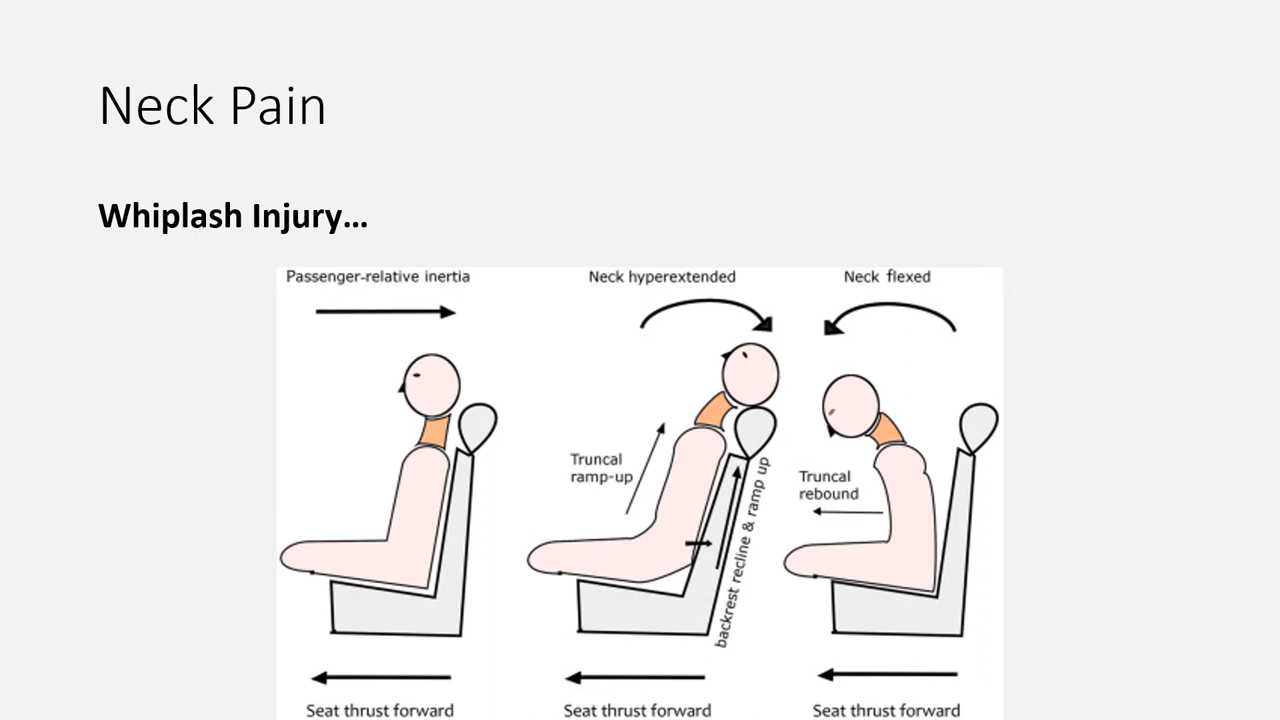 Neck Pain
Whiplash Injury...
Passenger-relative inertia
Neck hyperextended
Neck flexed
Truncal
ramp-up
backrest recline & ramp up
Truncal
rebound
Seat thrust forward
Seat thrust forward
Seat thrust forward